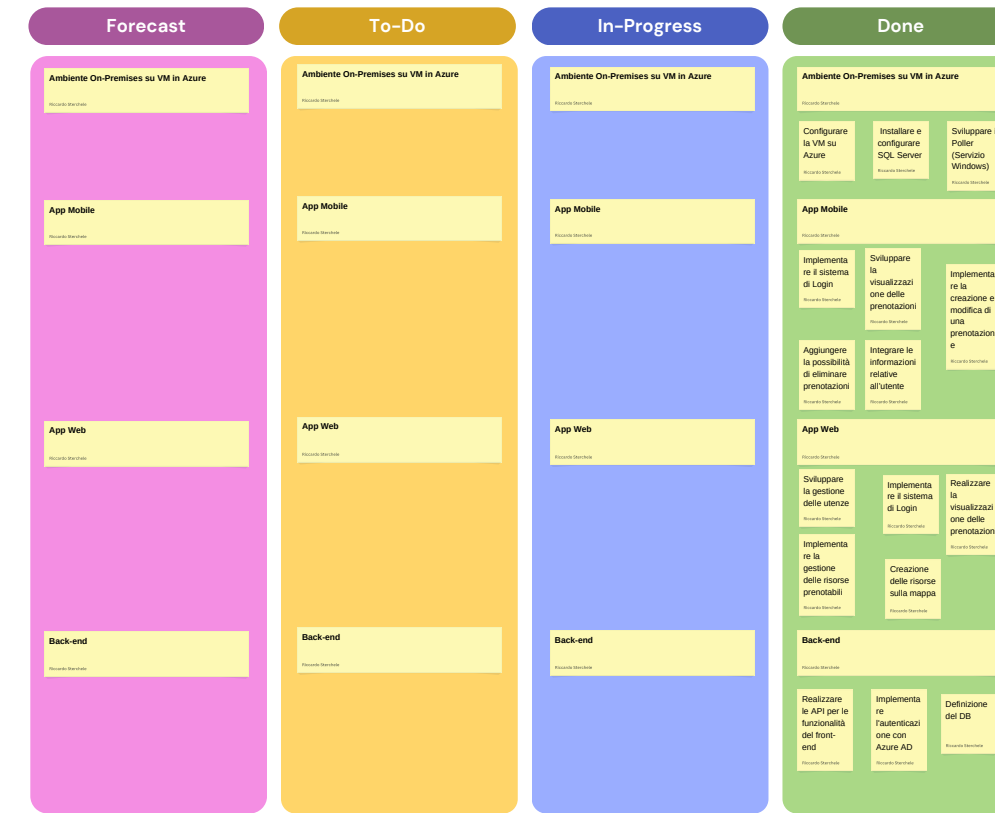 Forecast
To-Do
In-Progress
Done
Ambiente On-Premises su VM in Azure
Riccardo Sterchele
App Mobile
Riccardo Sterchele
App Web
Riccardo Sterchele
Back-end
Riccardo Sterchele
Ambiente On-Premises su VM in Azure
Riccardo Sterchele
App Mobile
Riccardo Sterchele
App Web
Riccardo Sterchele
Back-end
Riccardo Sterchele
Ambiente On-Premises su VM in Azure
Riccardo Sterchele
App Mobile
Riccardo Sterchele
App Web
Riccardo Sterchele
Back-end
Riccardo Sterchele
Ambiente On-Premises su VM in Azure
Riccardo Sterchele
Configurare
la VM su
Azure
Riccardo Sterchele
Installare e
configurare
SQL Server
Riccardo Sterchele
Sviluppare
Poller
(Servizio
Windows)
Riccardo Sterchele
App Mobile
Riccardo Sterchele
Implementa
re il sistema
di Login
Riccardo Sterchele
Sviluppare
la
visualizzazi
one delle
prenotazioni
Riccardo Sterchele
Implementa
re la
creazione e
modifica di
una
prenotazion
e
Riccardo Sterchele
Aggiungere
la possibilità
di eliminare
prenotazioni
Riccardo Sterchele
Integrare le
informazioni
relative
all'utente
Riccardo Sterchele
App Web
Riccardo Sterchele
Sviluppare
la gestione
delle utenze
Riccardo Sterchele
Implementa
re il sistema
di Login
Riccardo Sterchele
Realizzare
la
visualizzazi
one delle
prenotazion
Riccardo Sterchele
Implementa
re la
gestione
delle risorse
prenotabili
Riccardo Sterchele
Creazione
delle risorse
sulla mappa
Riccardo Sterchele
Back-end
Riccardo Sterchele
Realizzare
le API per le
funzionalità
del front-
end
Riccardo Sterchele
Implementa
re
l'autenticazi
one con
Azure AD
Riccardo Sterchele
Definizione
del DB
Riccardo Sterchele